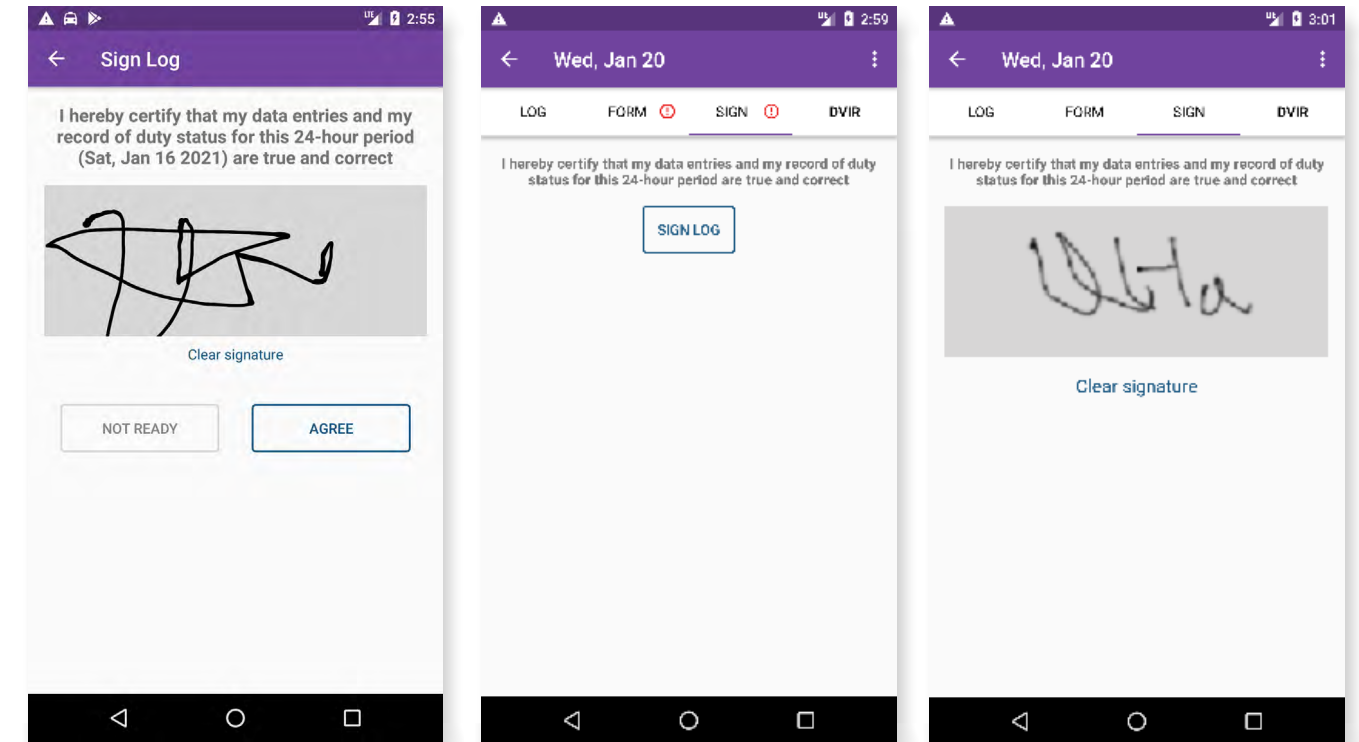 LTE 2:55
Sign Log
I hereby certify that my data entries and my
record of duty status for this 24-hour period
(Sat, Jan 16 2021) are true and correct
Clear signature
NOT READY
AGREE
2:59
Wed, Jan 20
LOG FORM SIGN DVIR
I hereby certify that my data entries and my record of duty
status for this 24-hour period are true and correct
SIGN LOG
3:01
Wed, Jan 20
LOG FORM SIGN DVIR
I hereby certify that my data entries and my record of duty
status for this 24-hour period are true and correct
Clear signature